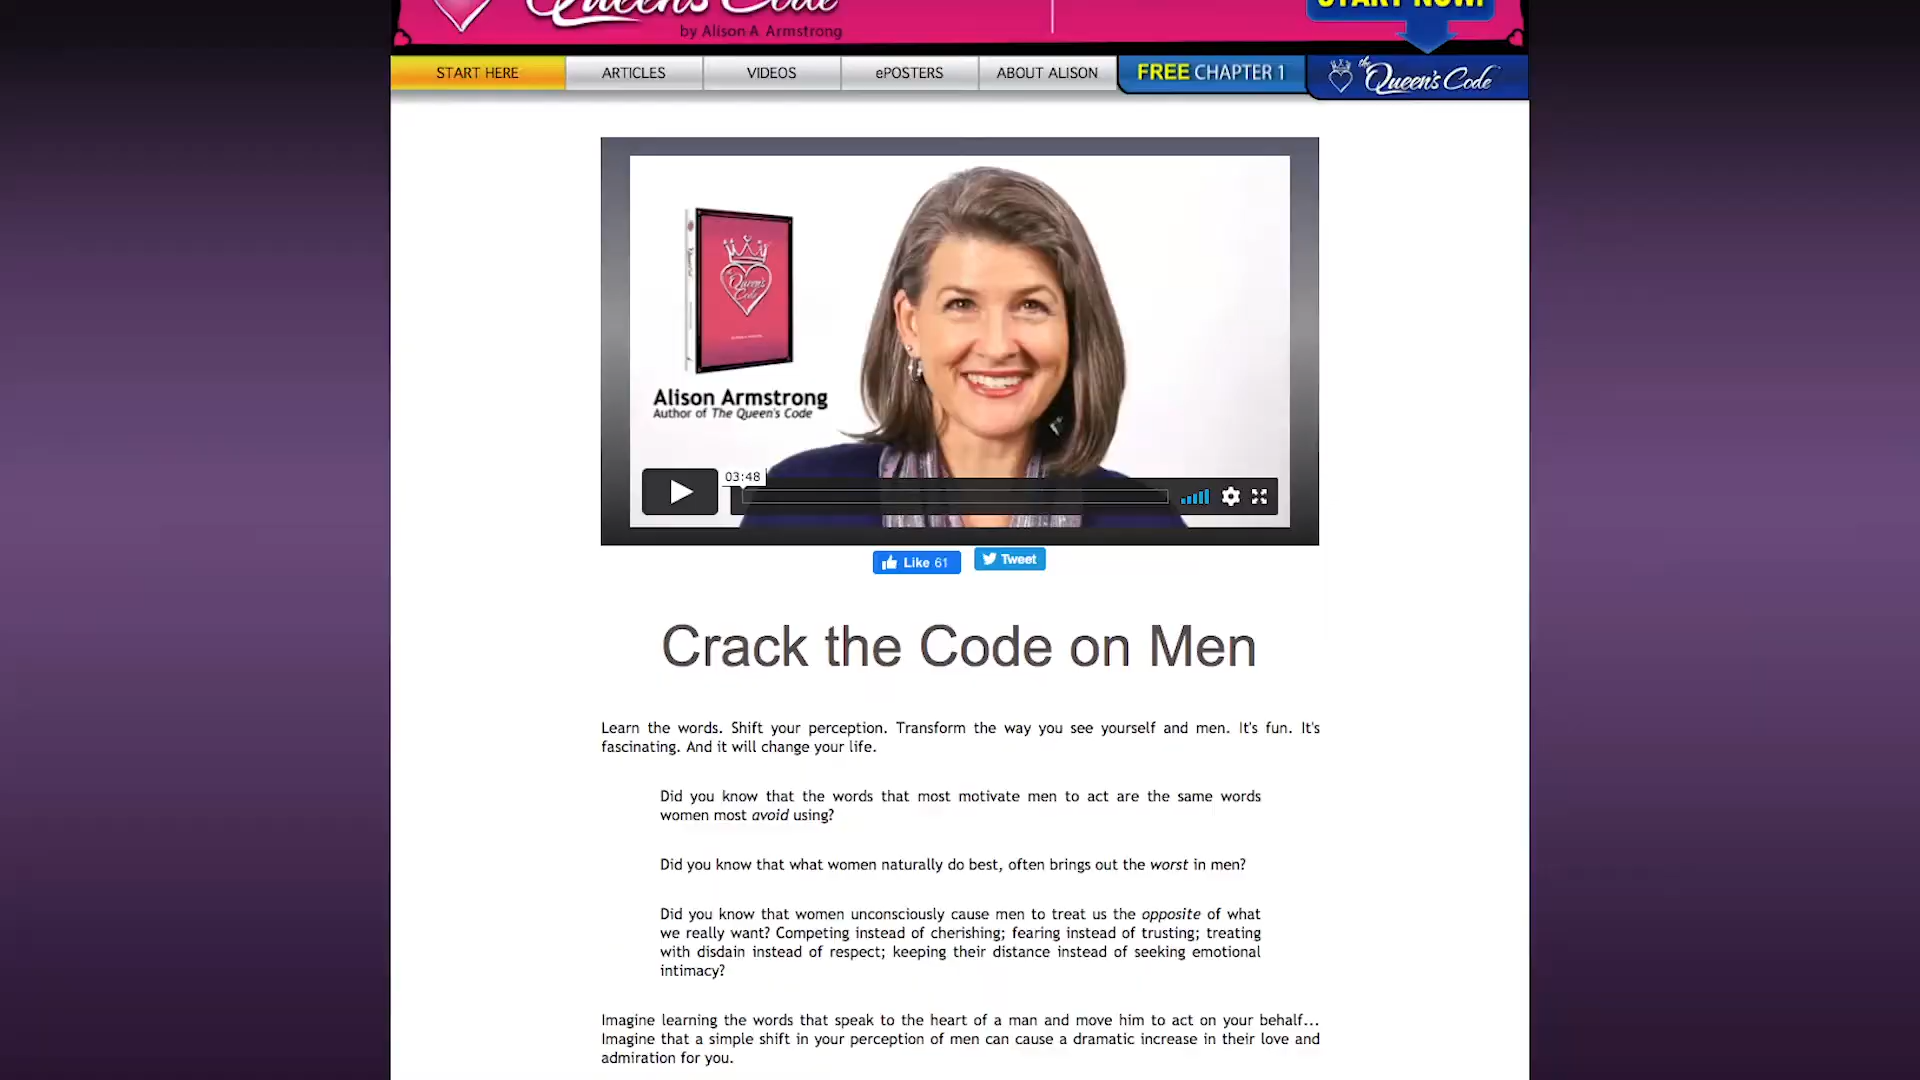 Queen's Code
by Alison A Armstrong
START NOW!
START HERE
ARTICLES
VIDEOS
ePOSTERS
ABOUT ALISON
FREE CHAPTER 1
the Queen's Code
the Queen's Code
Alison Armstrong
Author of The Queen's Code
03:48
Like 61
Tweet
Crack the Code on Men
Learn the words. Shift your perception. Transform the way you see yourself and men. It's fun. It's
fascinating. And it will change your life.
Did you know that the words that most motivate men to act are the same words
women most avoid using?
Did you know that what women naturally do best, often brings out the worst in men?
Did you know that women unconsciously cause men to treat us the opposite of what
we really want? Competing instead of cherishing; fearing instead of trusting; treating
with disdain instead of respect; keeping their distance instead of seeking emotional
intimacy?
Imagine learning the words that speak to the heart of a man and move him to act on your behalf...
Imagine that a simple shift in your perception of men can cause a dramatic increase in their love and
admiration for you.